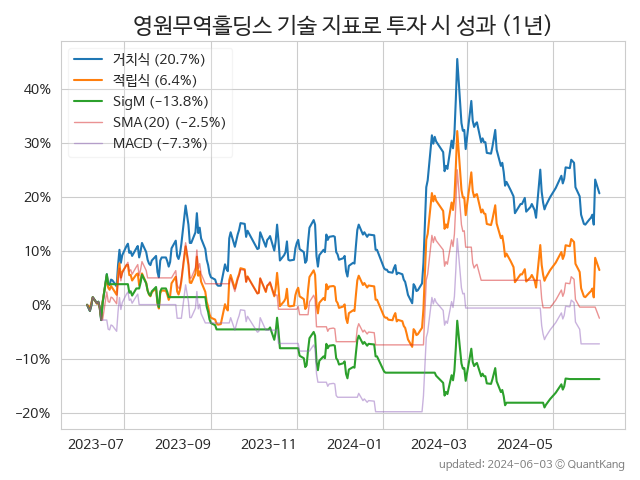 영원무역홀딩스 기술 지표로 투자 시 성과 (1년)
거치식 (20.7%)
적립식 (6.4%)
SigM (−13.8%)
SMA(20) (−2.5%)
MACD (−7.3%)
40%
30%
20%
10%
0%
−10%
−20%
2023-07 2023-09 2023-11 2024-01 2024-03 2024-05
updated: 2024-06-03 © QuantKang